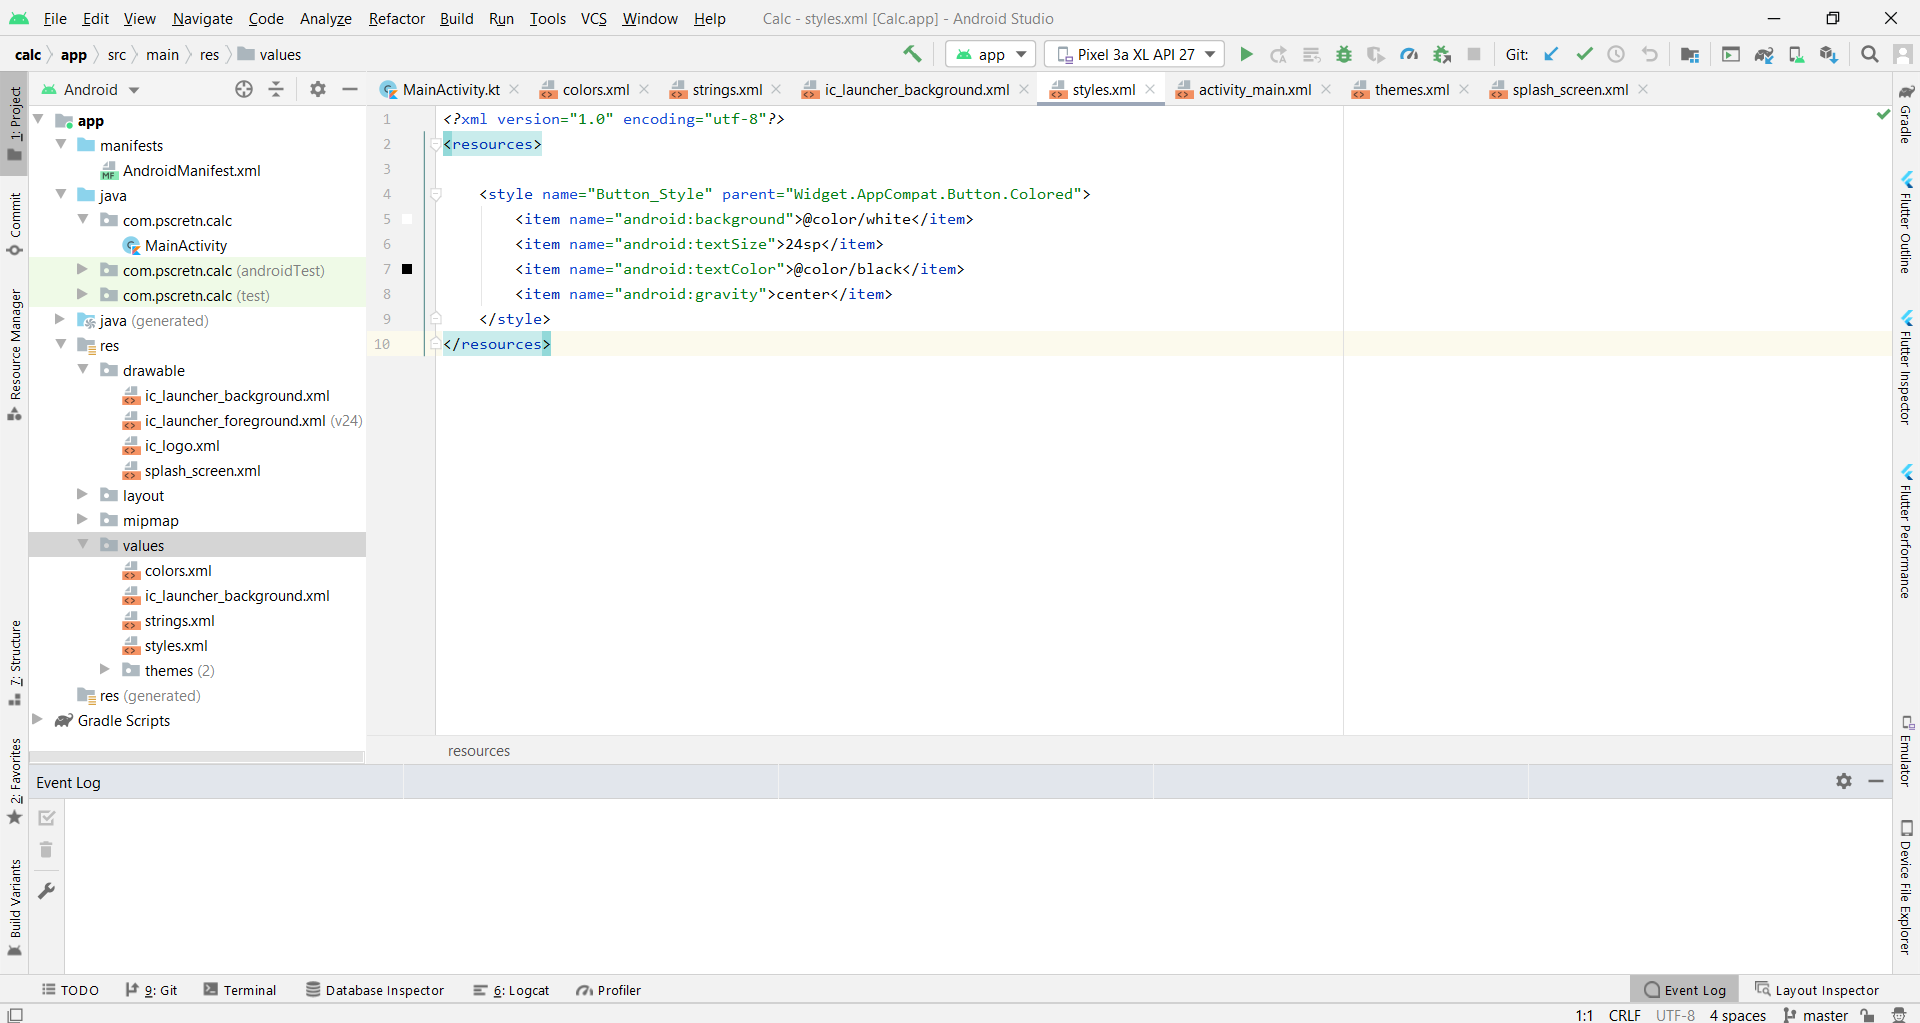 File Edit View Navigate Code Analyze Refactor Build Run Tools VCS Window Help Calc - styles.xml [Calc.app] - Android Studio
calc app src main res values app Pixel 3a XL API 27 Git:
Android MainActivity.kt colors.xml strings.xml ic_launcher_background.xml styles.xml activity_main.xml themes.xml splash_screen.xml
1: Project
Commit
Resource Manager
7: Structure
2: Favorites
Build Variants
app
manifests
MF
AndroidManifest.xml
java
com.pscretn.calc
MainActivity
com.pscretn.calc (androidTest)
com.pscretn.calc (test)
java (generated)
res
drawable
ic_launcher_background.xml
ic_launcher_foreground.xml (v24)
ic_logo.xml
splash_screen.xml
layout
mipmap
values
colors.xml
ic_launcher_background.xml
strings.xml
styles.xml
themes (2)
res (generated)
Gradle Scripts
1 <?xml version="1.0" encoding="utf-8"?>
2 <resources>
3
4 <style name="Button_Style" parent="Widget.AppCompat.Button.Colored">
5 <item name="android:background">@color/white</item>
6 <item name="android:textSize">24sp</item>
7 <item name="android:textColor">@color/black</item>
8 <item name="android:gravity">center</item>
9 </style>
10 </resources>
resources
Gradle
Flutter Outline
Flutter Inspector
Flutter Performance
Emulator
Device File Explorer
Event Log
TODO 9: Git Terminal Database Inspector 6: Logcat Profiler Event Log Layout Inspector
1:1 CRLF UTF-8 4 spaces master